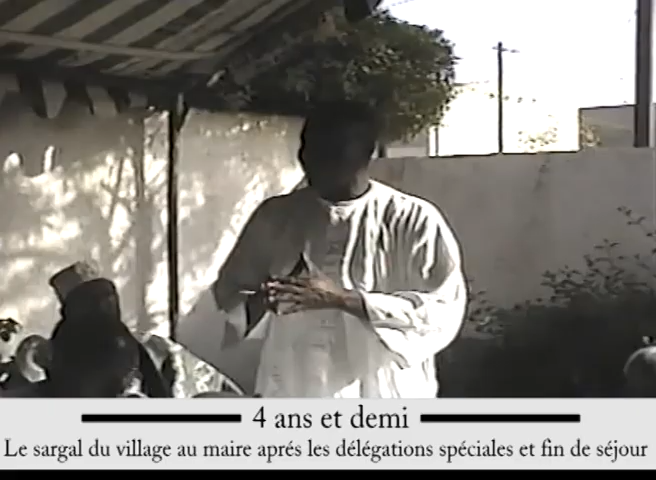 4 ans et demi
Le sargal du village au maire aprés les délégations spéciales et fin de séjour